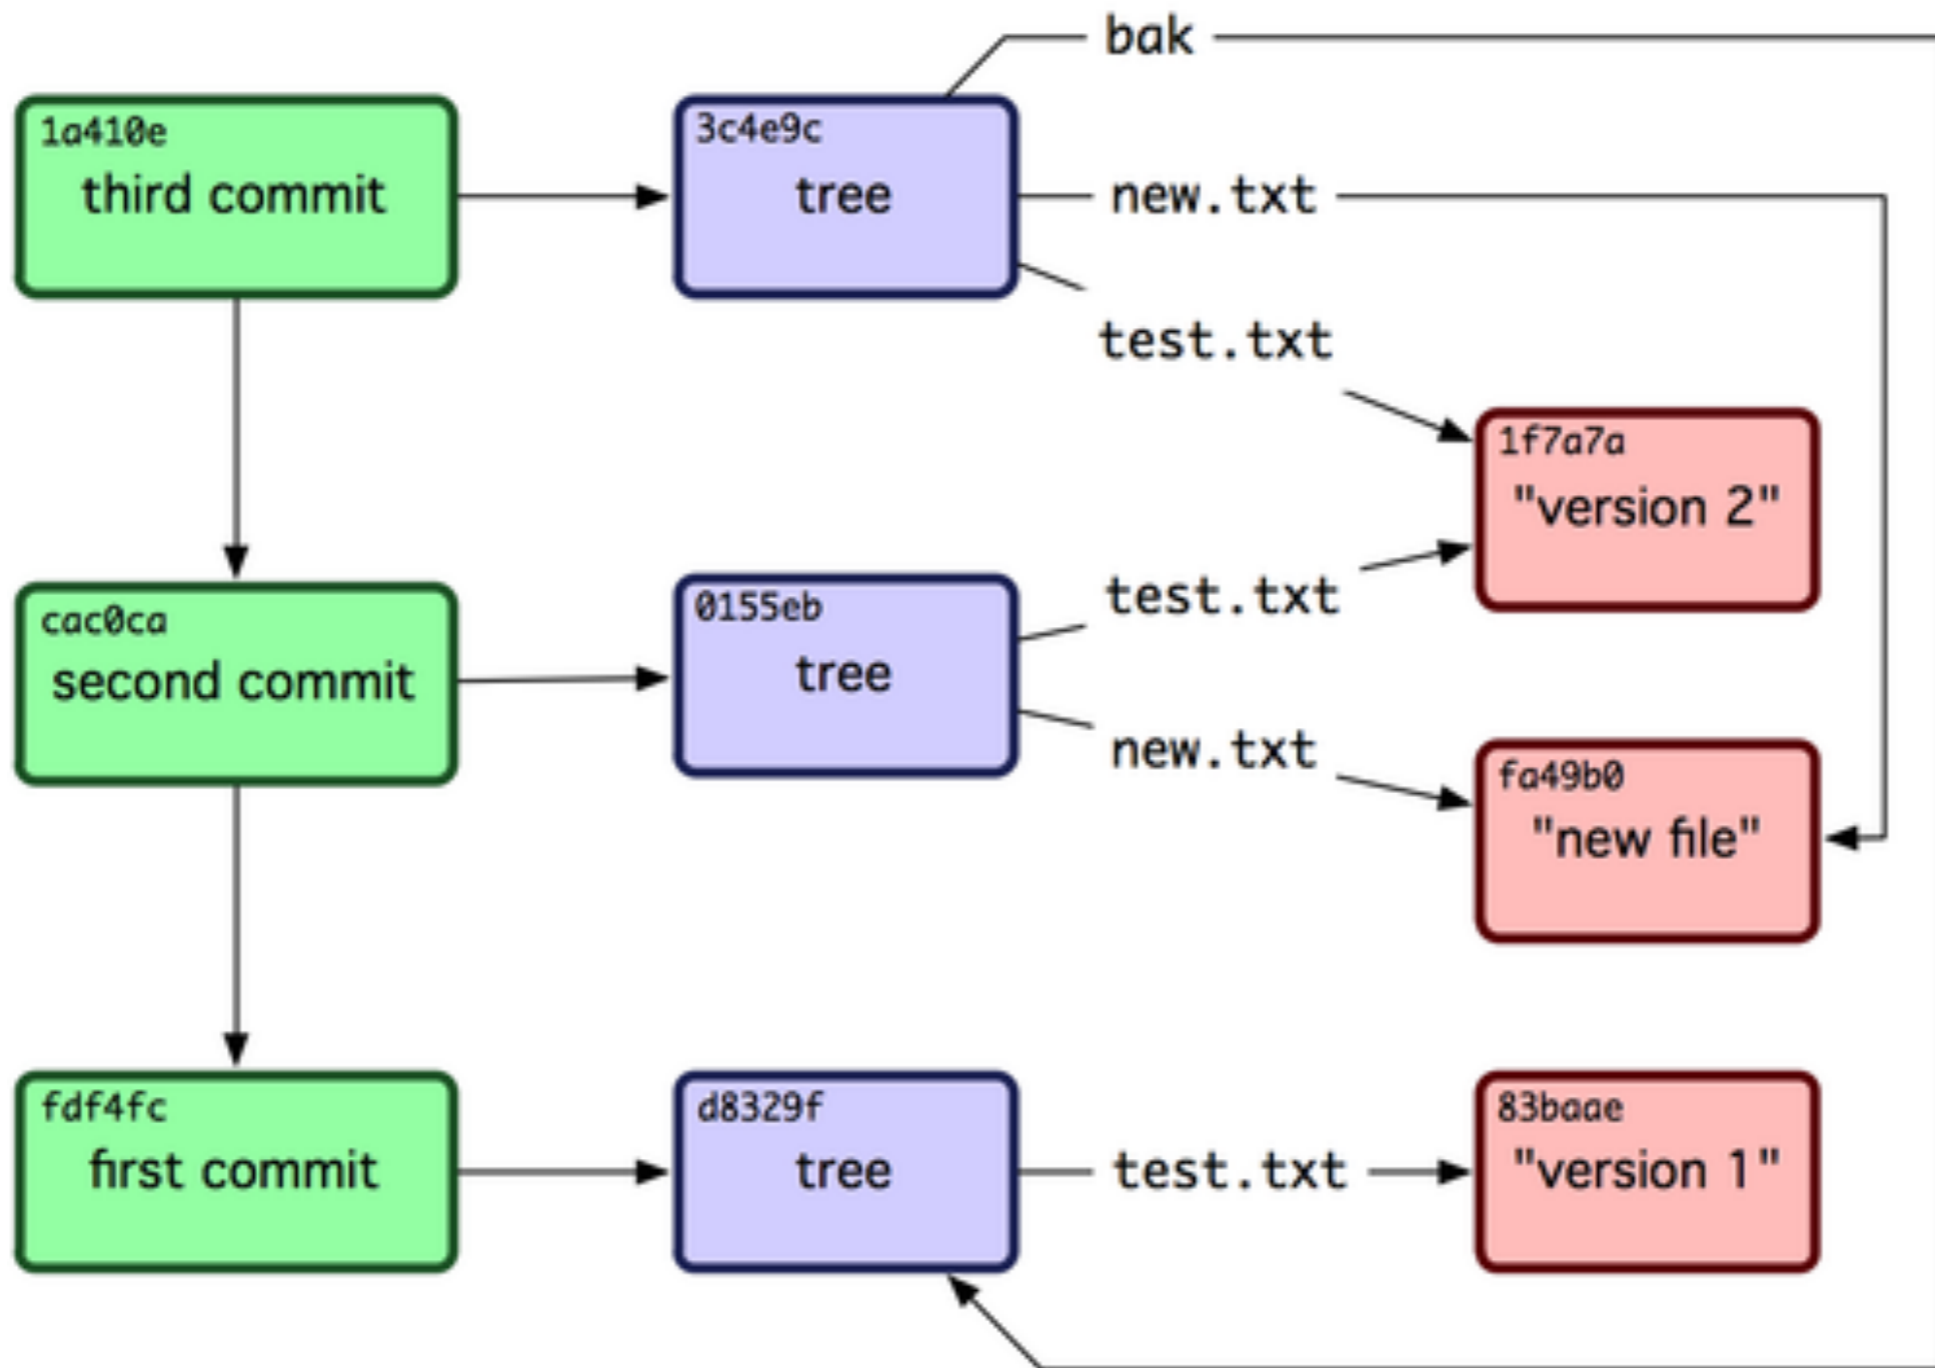 bak
1a410e
third commit
3c4e9c
tree
new.txt
test.txt
1f7a7a
"version 2"
cac0ca
second commit
0155eb
tree
test.txt
new.txt
fa49b0
"new file"
fdf4fc
first commit
d8329f
tree
test.txt
83baae
"version 1"